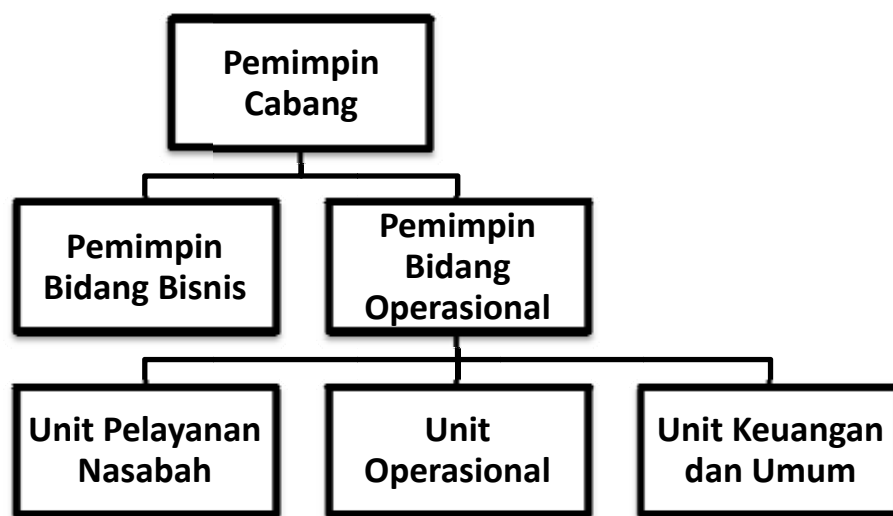 Pemimpin
Cabang
Pemimpin
Bidang Bisnis
Pemimpin
Bidang
Operasional
Unit Pelayanan
Nasabah
Unit
Operasional
Unit Keuangan
dan Umum